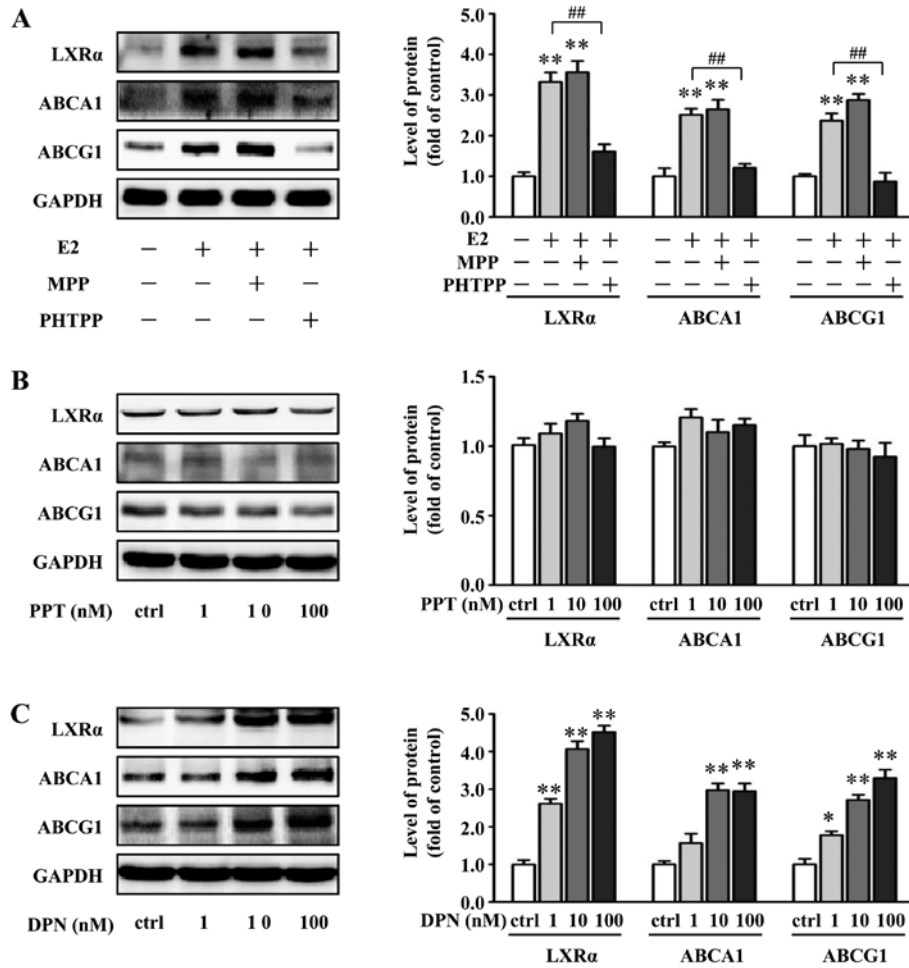 A
LXRα
ABCA1
ABCG1
GAPDH
E2 − + + +
MPP − − + −
PHTPP − − − +
Level of protein
(fold of control)
5.0
4.0
3.0
2.0
1.0
0.0
** ** ##
** ** ##
** ** ##
E2 − + + + − + + + − + + +
MPP − − + − − − + − − − + −
PHTPP − − − + − − − + − − − +
LXRα ABCA1 ABCG1
B
LXRα
ABCA1
ABCG1
GAPDH
PPT (nM) ctrl 1 1 0 100
Level of protein
(fold of control)
1.5
1.0
0.5
0.0
PPT (nM) ctrl 1 10 100 ctrl 1 10 100 ctrl 1 10 100
LXRα ABCA1 ABCG1
C
LXRα
ABCA1
ABCG1
GAPDH
DPN (nM) ctrl 1 1 0 100
Level of protein
(fold of control)
5.0
4.0
3.0
2.0
1.0
0.0
** ** **
** **
* ** **
DPN (nM) ctrl 1 10 100 ctrl 1 10 100 ctrl 1 10 100
LXRα ABCA1 ABCG1